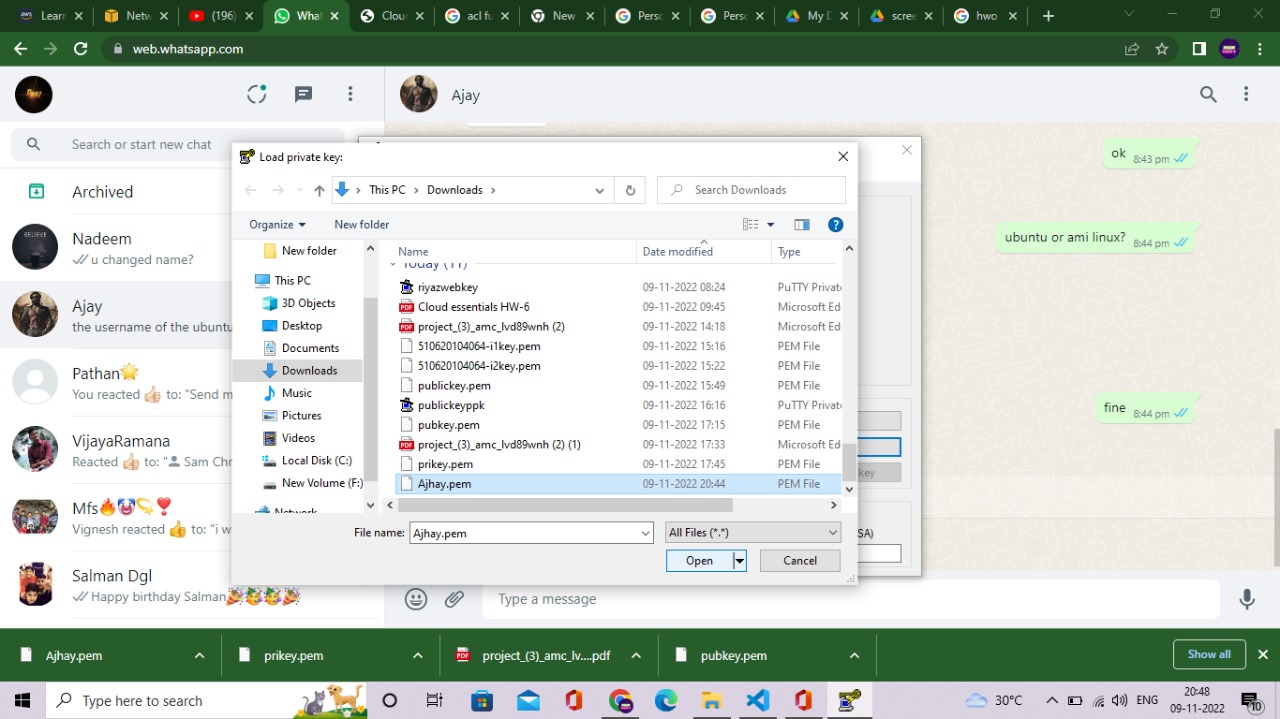 Learn
Netw
(196)
What
Clou
acl fu
New
Perso
Perso
My D
scree
hwo
web.whatsapp.com
Ajay
Search or start new chat
ok
8:43 pm
Load private key:
Archived
This PC
Downloads
Search Downloads
Nadeem
u changed name?
Organize
New folder
ubuntu or ami linux?
8:44 pm
New folder
Name
Date modified
Type
Today (11)
This PC
riyazwebkey
09-11-2022 08:24
PuTTY Privat
Ajay
3D Objects
Cloud essentials HW-6
09-11-2022 09:45
Microsoft Ed
the username of the ubuntu
Desktop
project_(3)_amc_lvd89wnh (2)
09-11-2022 14:18
Microsoft Ed
Documents
510620104064-i1key.pem
09-11-2022 15:16
PEM File
Pathan
Downloads
510620104064-i2key.pem
09-11-2022 15:22
PEM File
You reacted 👍 to: "Send m
Music
publickey.pem
09-11-2022 15:49
PEM File
Pictures
publickeyppk
09-11-2022 16:16
PuTTY Privat
fine
8:44 pm
Videos
pubkey.pem
09-11-2022 17:15
PEM File
VijayaRamana
Local Disk (C:)
project_(3)_amc_lvd89wnh (2) (1)
09-11-2022 17:33
Microsoft Ed
Reacted 👍 to: "Sam Chr
New Volume (F:)
prikey.pem
09-11-2022 17:45
PEM File
key
Ajhay.pem
09-11-2022 20:44
PEM File
Mfs
Network
Vignesh reacted 👍 to: "i w
File name:
Ajhay.pem
All Files (*.*)
SA)
Open
Cancel
Salman Dgl
Happy birthday Salman
Type a message
Ajhay.pem
prikey.pem
project_(3)_amc_lv....pdf
pubkey.pem
Show all
Type here to search
30°C
ENG
20:48
09-11-2022
10